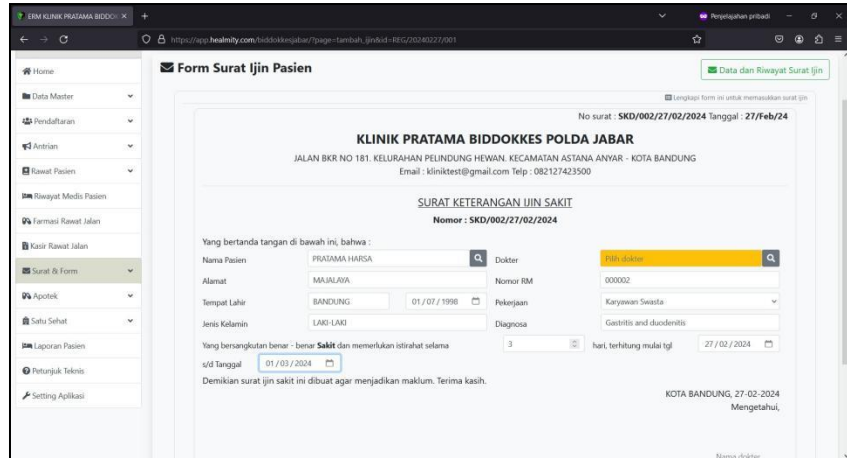 ERM KLINIK PRATAMA BIDDO
Penjelajahan pribadi
https://app.healmity.com/biddokkesjabar/?page=tambah_ijin&id=REG/20240227/001
Home
Data Master
Pendaftaran
Antrian
Rawat Pasien
Riwayat Medis Pasien
Farmasi Rawat Jalan
Kasir Rawat Jalan
Surat & Form
Apotek
Satu Sehat
Laporan Pasien
Petunjuk Teknis
Setting Aplikasi
Form Surat Ijin Pasien
Data dan Riwayat Surat Ijin
Lengkapi form ini untuk memasukkan surat ijin
No surat : SKD/002/27/02/2024 Tanggal : 27/Feb/24
KLINIK PRATAMA BIDDOKKES POLDA JABAR
JALAN BKR NO 181. KELURAHAN PELINDUNG HEWAN. KECAMATAN ASTANA ANYAR - KOTA BANDUNG
Email : kliniktest@gmail.com Telp : 082127423500
SURAT KETERANGAN IJIN SAKIT
Nomor : SKD/002/27/02/2024
Yang bertanda tangan di bawah ini, bahwa :
Nama Pasien PRATAMA HARSA Dokter Pilih dokter
Alamat MAJALAYA Nomor RM 000002
Tempat Lahir BANDUNG 01/07/1998 Pekerjaan Karyawan Swasta
Jenis Kelamin LAKI-LAKI Diagnosa Gastritis and duodenitis
Yang bersangkutan benar - benar Sakit dan memerlukan istirahat selama 3 hari, terhitung mulai tgl 27/02/2024
s/d Tanggal 01/03/2024
Demikian surat ijin sakit ini dibuat agar menjadikan maklum. Terima kasih.
KOTA BANDUNG, 27-02-2024
Mengetahui,
Nama dokter